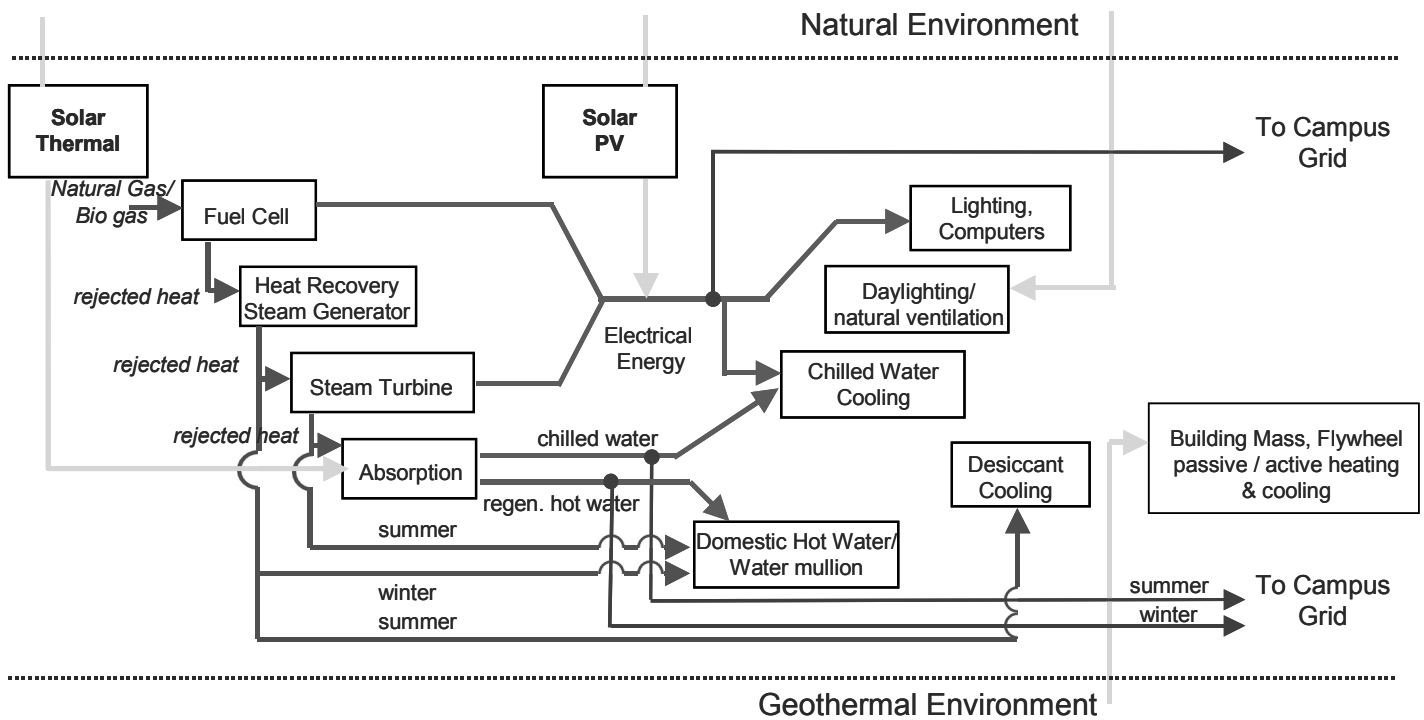 Natural Environment
Solar
Thermal
Solar
PV
To Campus
Grid
Natural Gas/
Bio gas
Fuel Cell
Lighting,
Computers
Heat Recovery
Steam Generator
rejected heat
Daylighting/
natural ventilation
Electrical
Energy
rejected heat
Steam Turbine
Chilled Water
Cooling
rejected heat
chilled water
Absorption
Desiccant
Cooling
Building Mass, Flywheel
passive / active heating
& cooling
regen. hot water
summer
Domestic Hot Water/
Water mullion
winter
summer
summer
winter
To Campus
Grid
Geothermal Environment